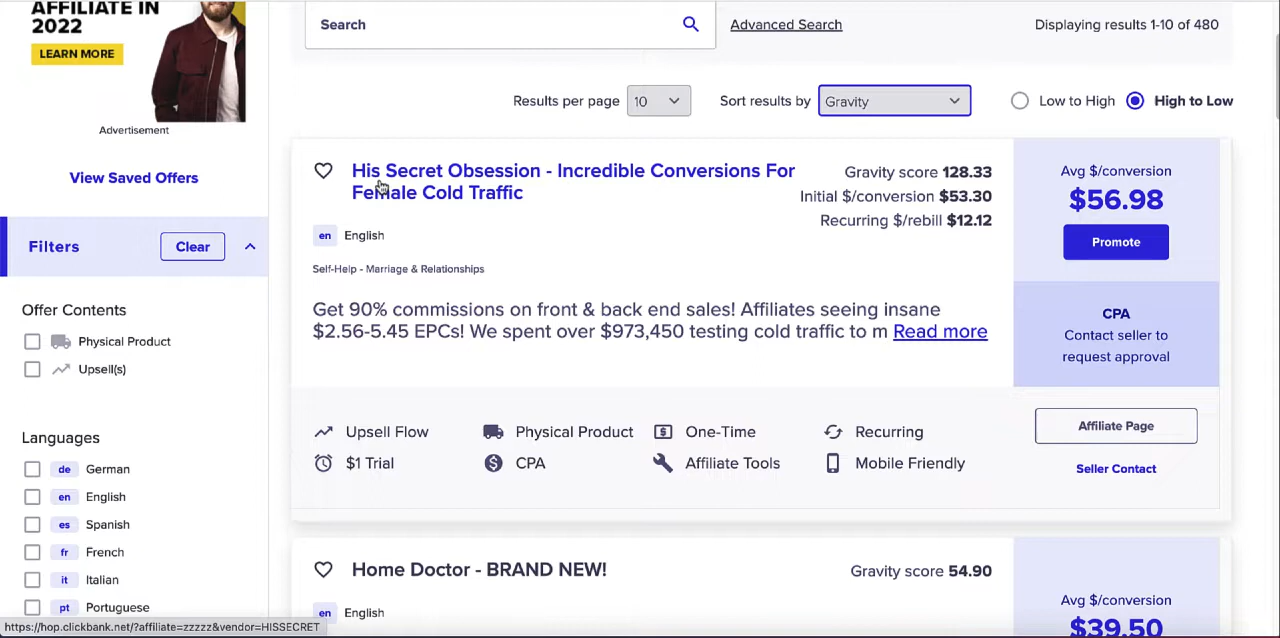 AFFILIATE IN
2022
LEARN MORE
Advertisement
View Saved Offers
Filters
Clear
Offer Contents
Physical Product
Upsell(s)
Languages
de German
en English
es Spanish
fr French
it Italian
pt Portuguese
Search
Advanced Search
Displaying results 1-10 of 480
Results per page 10
Sort results by Gravity
Low to High
High to Low
His Secret Obsession - Incredible Conversions For
Female Cold Traffic
Gravity score 128.33
Initial $/conversion $53.30
Recurring $/rebill $12.12
en English
Self-Help - Marriage & Relationships
Get 90% commissions on front & back end sales! Affiliates seeing insane
$2.56-5.45 EPCs! We spent over $973,450 testing cold traffic to m Read more
Avg $/conversion
$56.98
Promote
CPA
Contact seller to
request approval
Upsell Flow
Physical Product
One-Time
Recurring
$1 Trial
CPA
Affiliate Tools
Mobile Friendly
Affiliate Page
Seller Contact
Home Doctor - BRAND NEW!
Gravity score 54.90
en English
Avg $/conversion
$39.50
https://hop.clickbank.net/?affiliate=zzzzz&vendor=HISSECRET